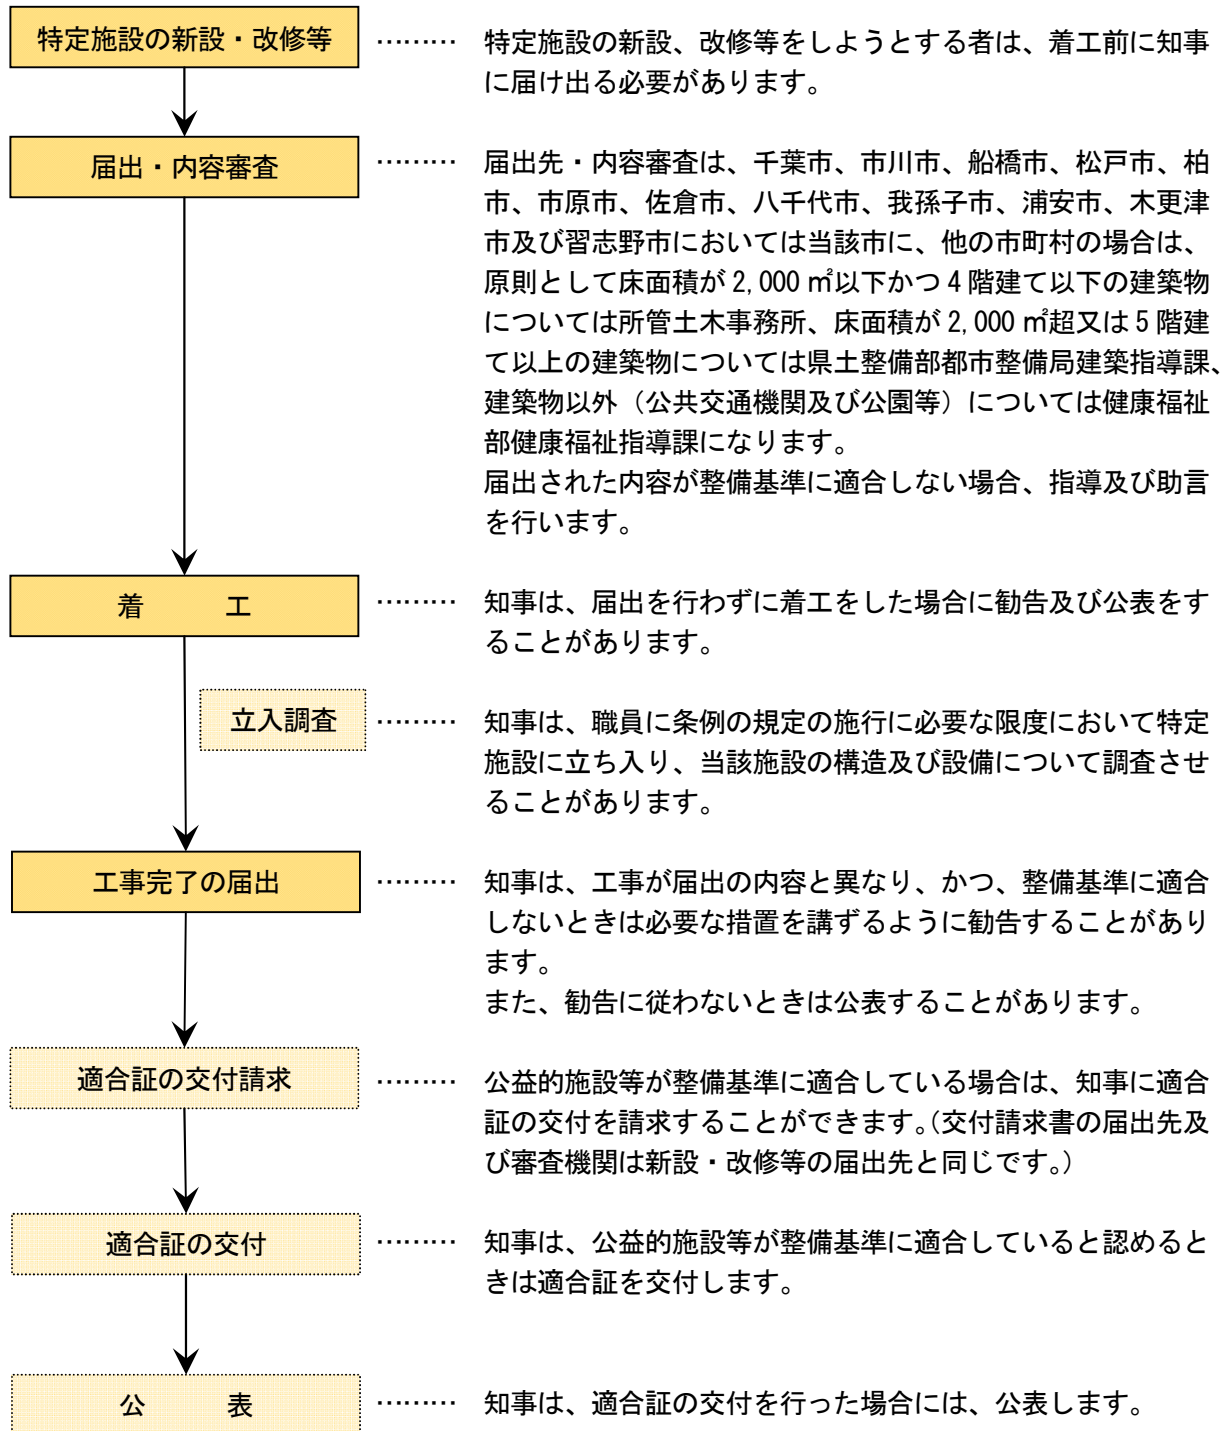 特定施設の新設・改修等
……… 特定施設の新設、改修等をしようとする者は、着工前に知事
に届け出る必要があります。
届出・内容審査
……… 届出先・内容審査は、千葉市、市川市、船橋市、松戸市、柏
市、市原市、佐倉市、八千代市、我孫子市、浦安市、木更津
市及び習志野市においては当該市に、他の市町村の場合は、
原則として床面積が 2,000 ㎡以下かつ 4 階建て以下の建築物
については所管土木事務所、床面積が 2,000 ㎡超又は 5 階建
て以上の建築物については県土整備部都市整備局建築指導課、
建築物以外（公共交通機関及び公園等）については健康福祉
部健康福祉指導課になります。
届出された内容が整備基準に適合しない場合、指導及び助言
を行います。
着　　　工
……… 知事は、届出を行わずに着工をした場合に勧告及び公表をす
ることがあります。
立入調査
……… 知事は、職員に条例の規定の施行に必要な限度において特定
施設に立ち入り、当該施設の構造及び設備について調査させ
ることがあります。
工事完了の届出
……… 知事は、工事が届出の内容と異なり、かつ、整備基準に適合
しないときは必要な措置を講ずるように勧告することがあり
ます。
また、勧告に従わないときは公表することがあります。
適合証の交付請求
……… 公益的施設等が整備基準に適合している場合は、知事に適合
証の交付を請求することができます。（交付請求書の届出先及
び審査機関は新設・改修等の届出先と同じです。）
適合証の交付
……… 知事は、公益的施設等が整備基準に適合していると認めると
きは適合証を交付します。
公　　　表
……… 知事は、適合証の交付を行った場合には、公表します。